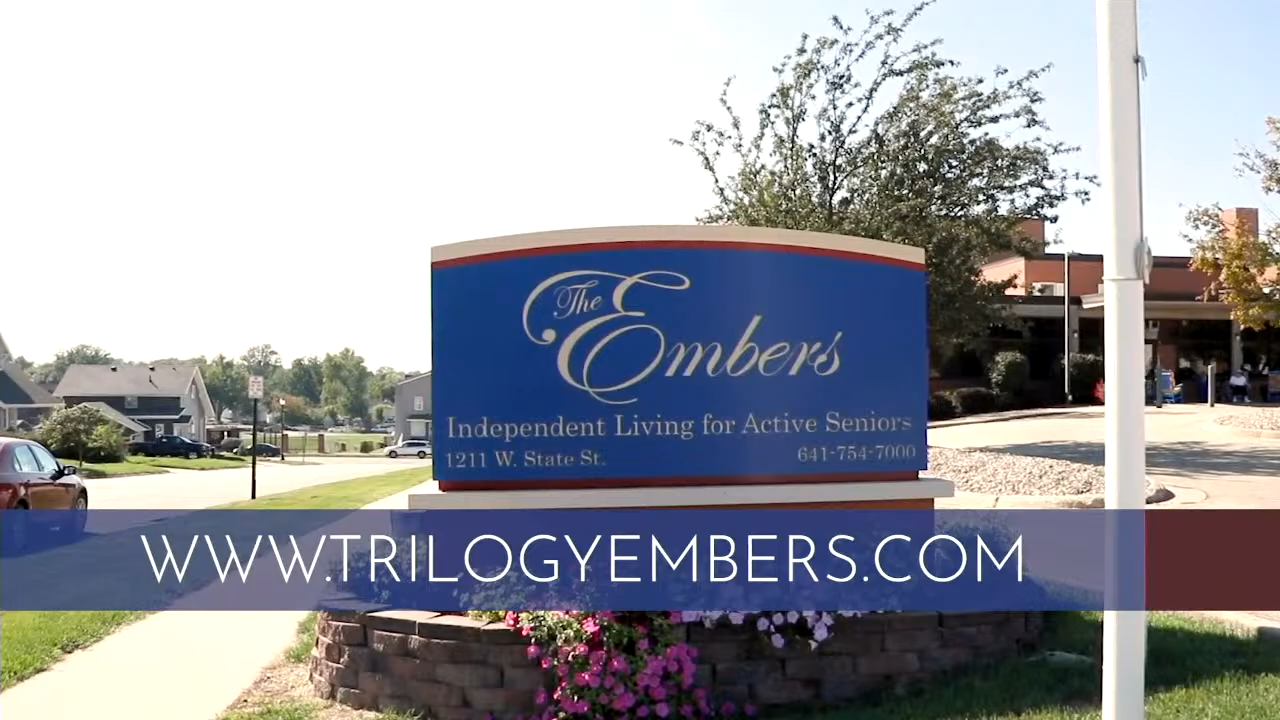 The
Embers
Independent Living for Active Seniors
1211 W. State St. 641-754-7000
WWW.TRILOGYEMBERS.COM